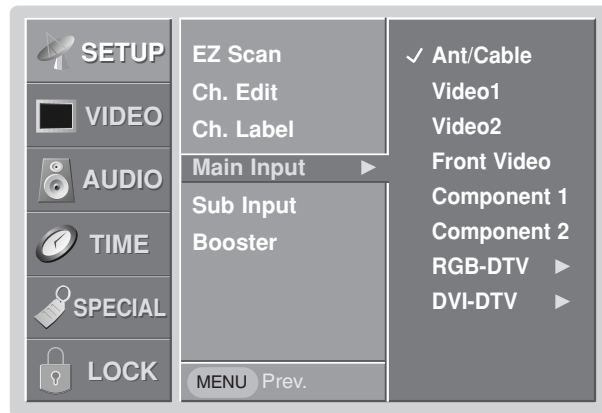 SETUP
VIDEO
AUDIO
TIME
SPECIAL
LOCK
EZ Scan
Ch. Edit
Ch. Label
Main Input ►
Sub Input
Booster
MENU Prev.
✓ Ant/Cable
Video1
Video2
Front Video
Component 1
Component 2
RGB-DTV ►
DVI-DTV ►